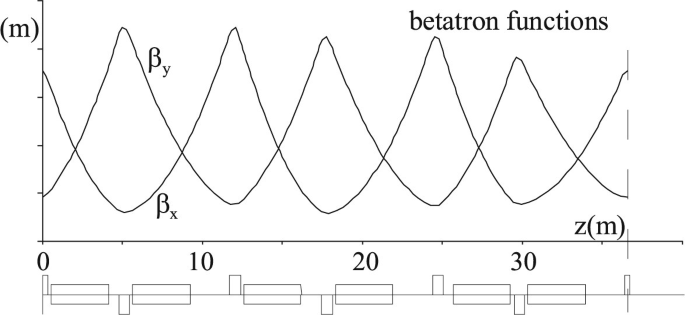 (m)
betatron functions
βy
βx
z(m)
0
10
20
30